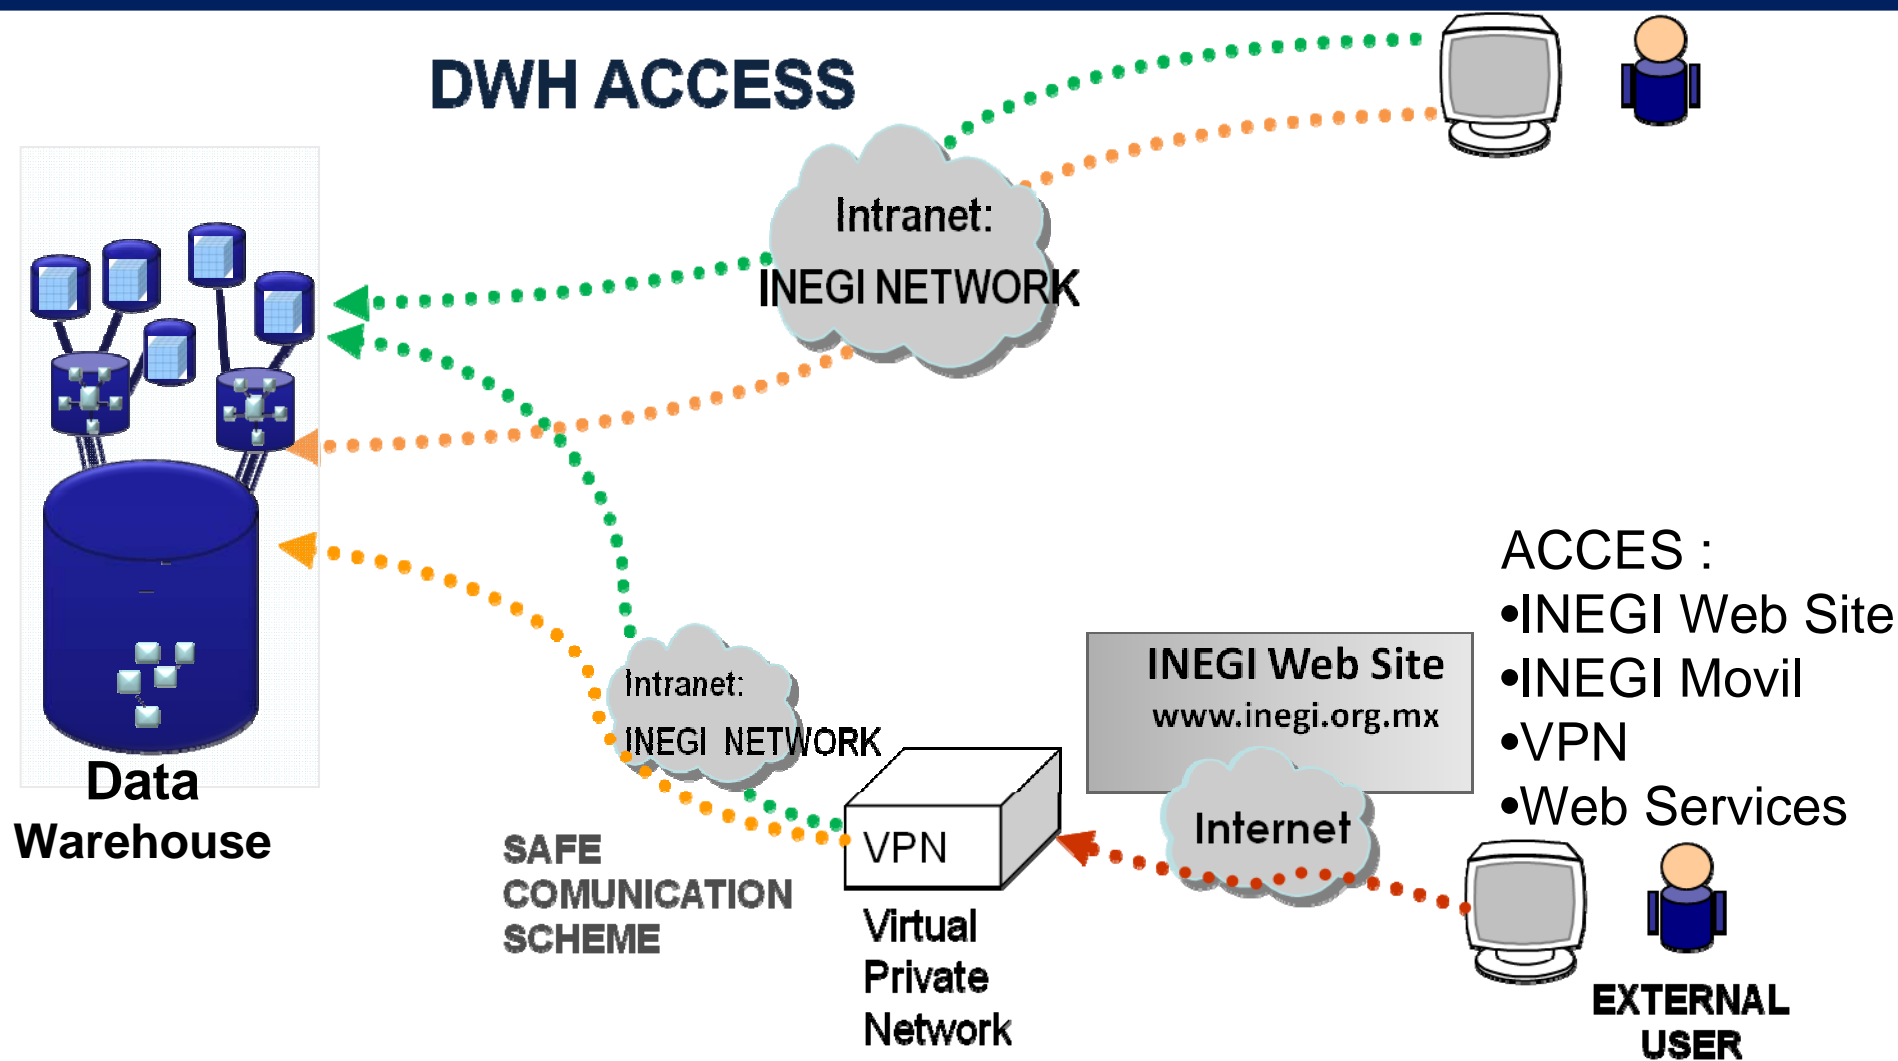 DWH ACCESS
Intranet:
INEGI NETWORK
Data
Warehouse
Intranet:
INEGI NETWORK
SAFE
COMUNICATION
SCHEME
VPN
Virtual
Private
Network
INEGI Web Site
www.inegi.org.mx
Internet
ACCES :
•INEGI Web Site
•INEGI Movil
•VPN
•Web Services
EXTERNAL
USER